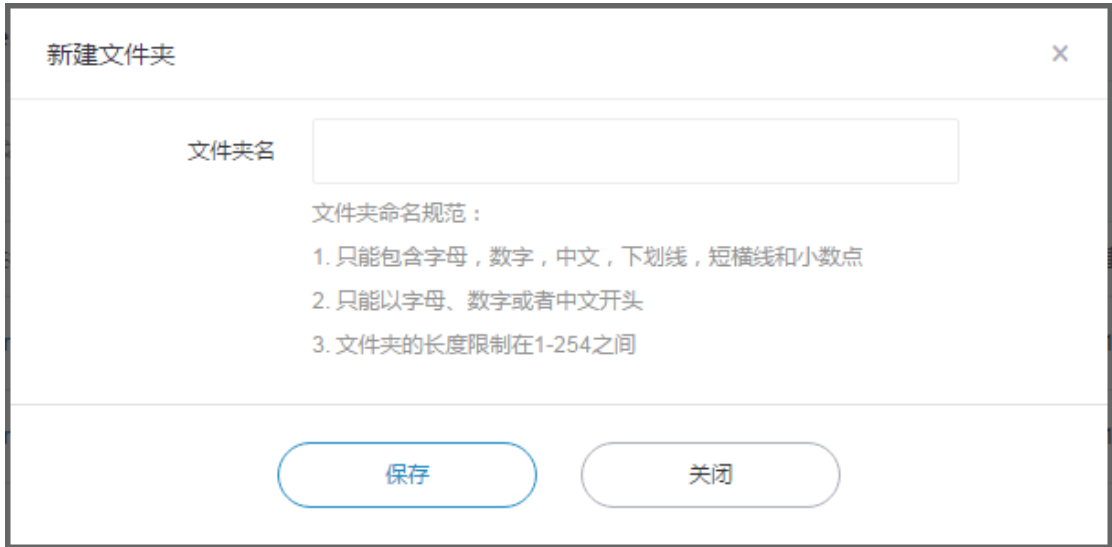 新建文件夹
×
文件夹名
文件夹命名规范：
1. 只能包含字母，数字，中文，下划线，短横线和小数点
2. 只能以字母、数字或者中文开头
3. 文件夹的长度限制在1-254之间
保存
关闭